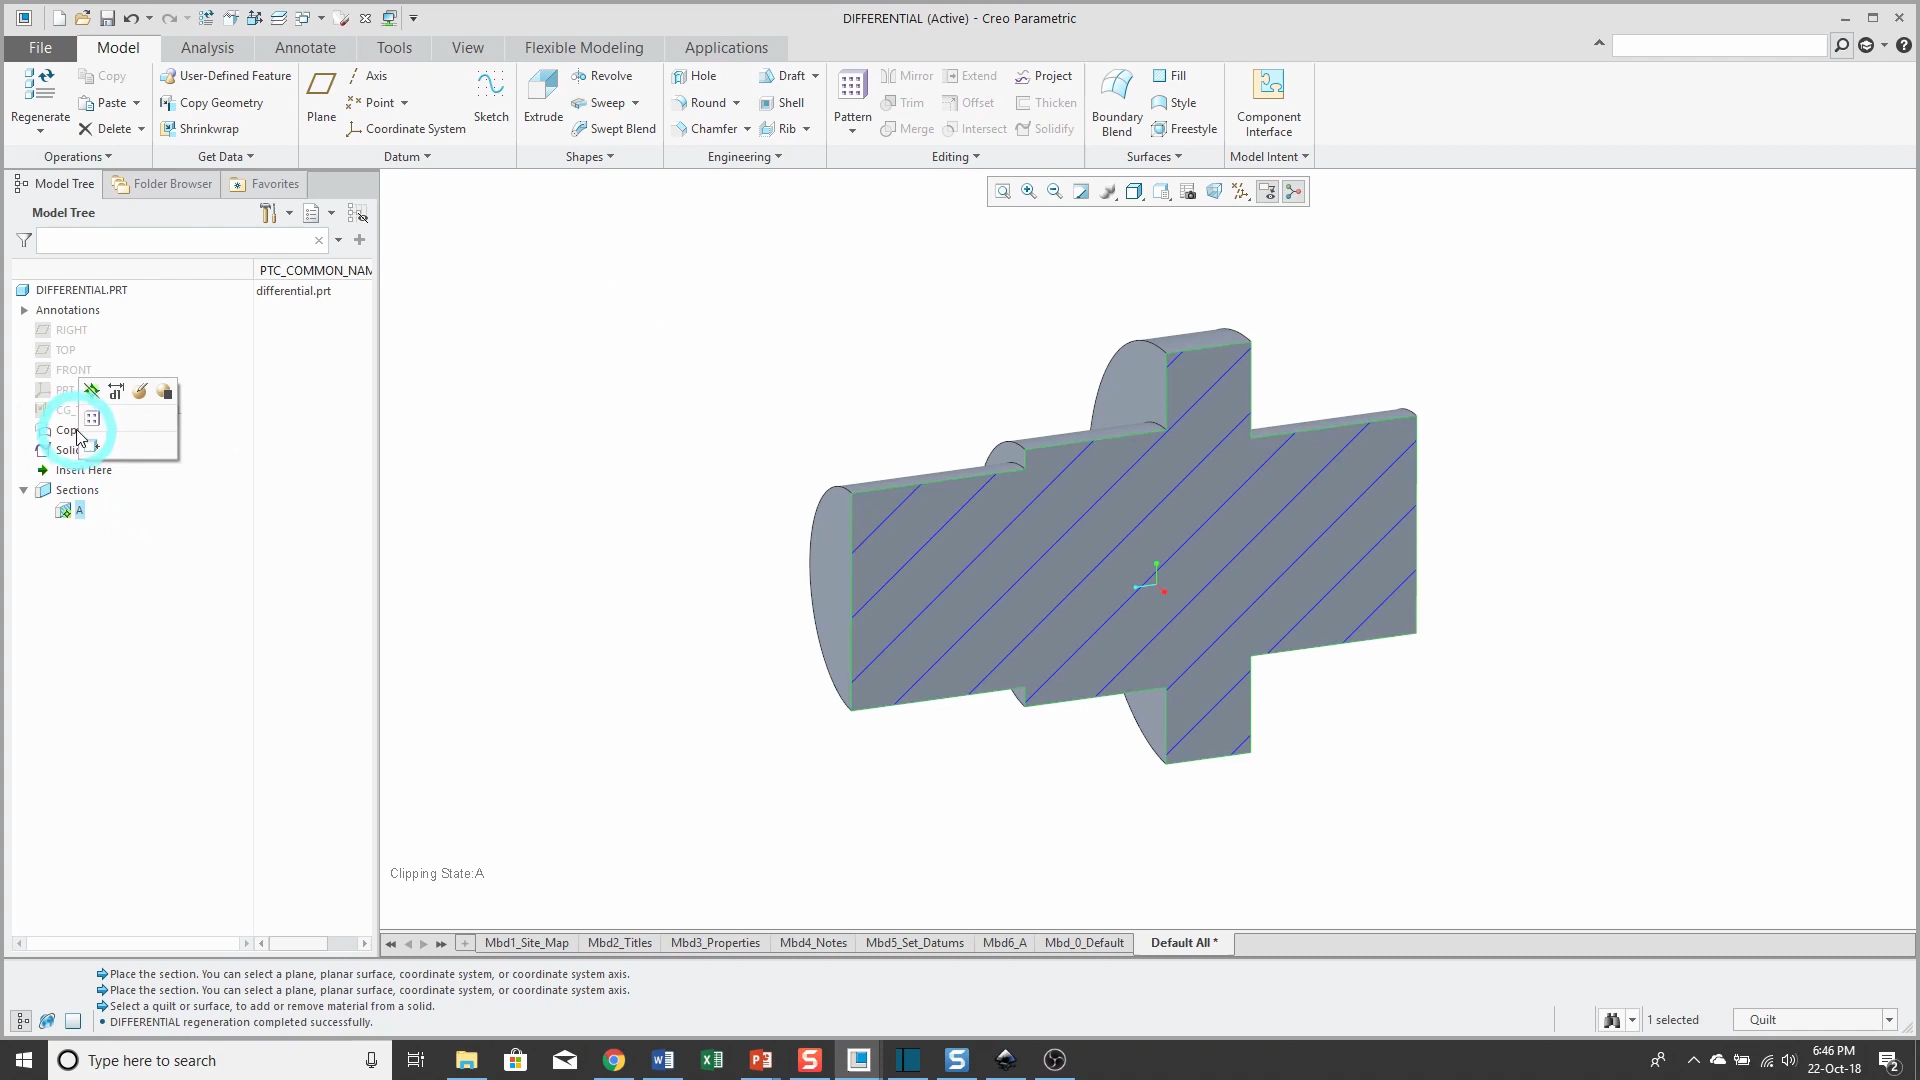 DIFFERENTIAL (Active) - Creo Parametric
File Model Analysis Annotate Tools View Flexible Modeling Applications
Copy User-Defined Feature Axis Revolve Hole Draft Mirror Extend Project Fill
Paste Copy Geometry Point Sweep Round Shell Trim Offset Thicken Style
Regenerate Plane Sketch Extrude Pattern Boundary Blend Component Interface
Delete Shrinkwrap Coordinate System Swept Blend Chamfer Rib Merge Intersect Solidify Freestyle
Operations Get Data Datum Shapes Engineering Editing Surfaces Model Intent
Model Tree Folder Browser Favorites
Model Tree
PTC_COMMON_NAM
DIFFERENTIAL.PRT differential.prt
Annotations
RIGHT
TOP
FRONT
PRT
CG_
Cop
Solid
Insert Here
Sections
A
Clipping State:A
Mbd1_Site_Map Mbd2_Titles Mbd3_Properties Mbd4_Notes Mbd5_Set_Datums Mbd6_A Mbd_0_Default Default All *
Place the section. You can select a plane, planar surface, coordinate system, or coordinate system axis.
Place the section. You can select a plane, planar surface, coordinate system, or coordinate system axis.
Select a quilt or surface, to add or remove material from a solid.
• DIFFERENTIAL regeneration completed successfully.
1 selected Quilt
Type here to search
6:46 PM
22-Oct-18
2